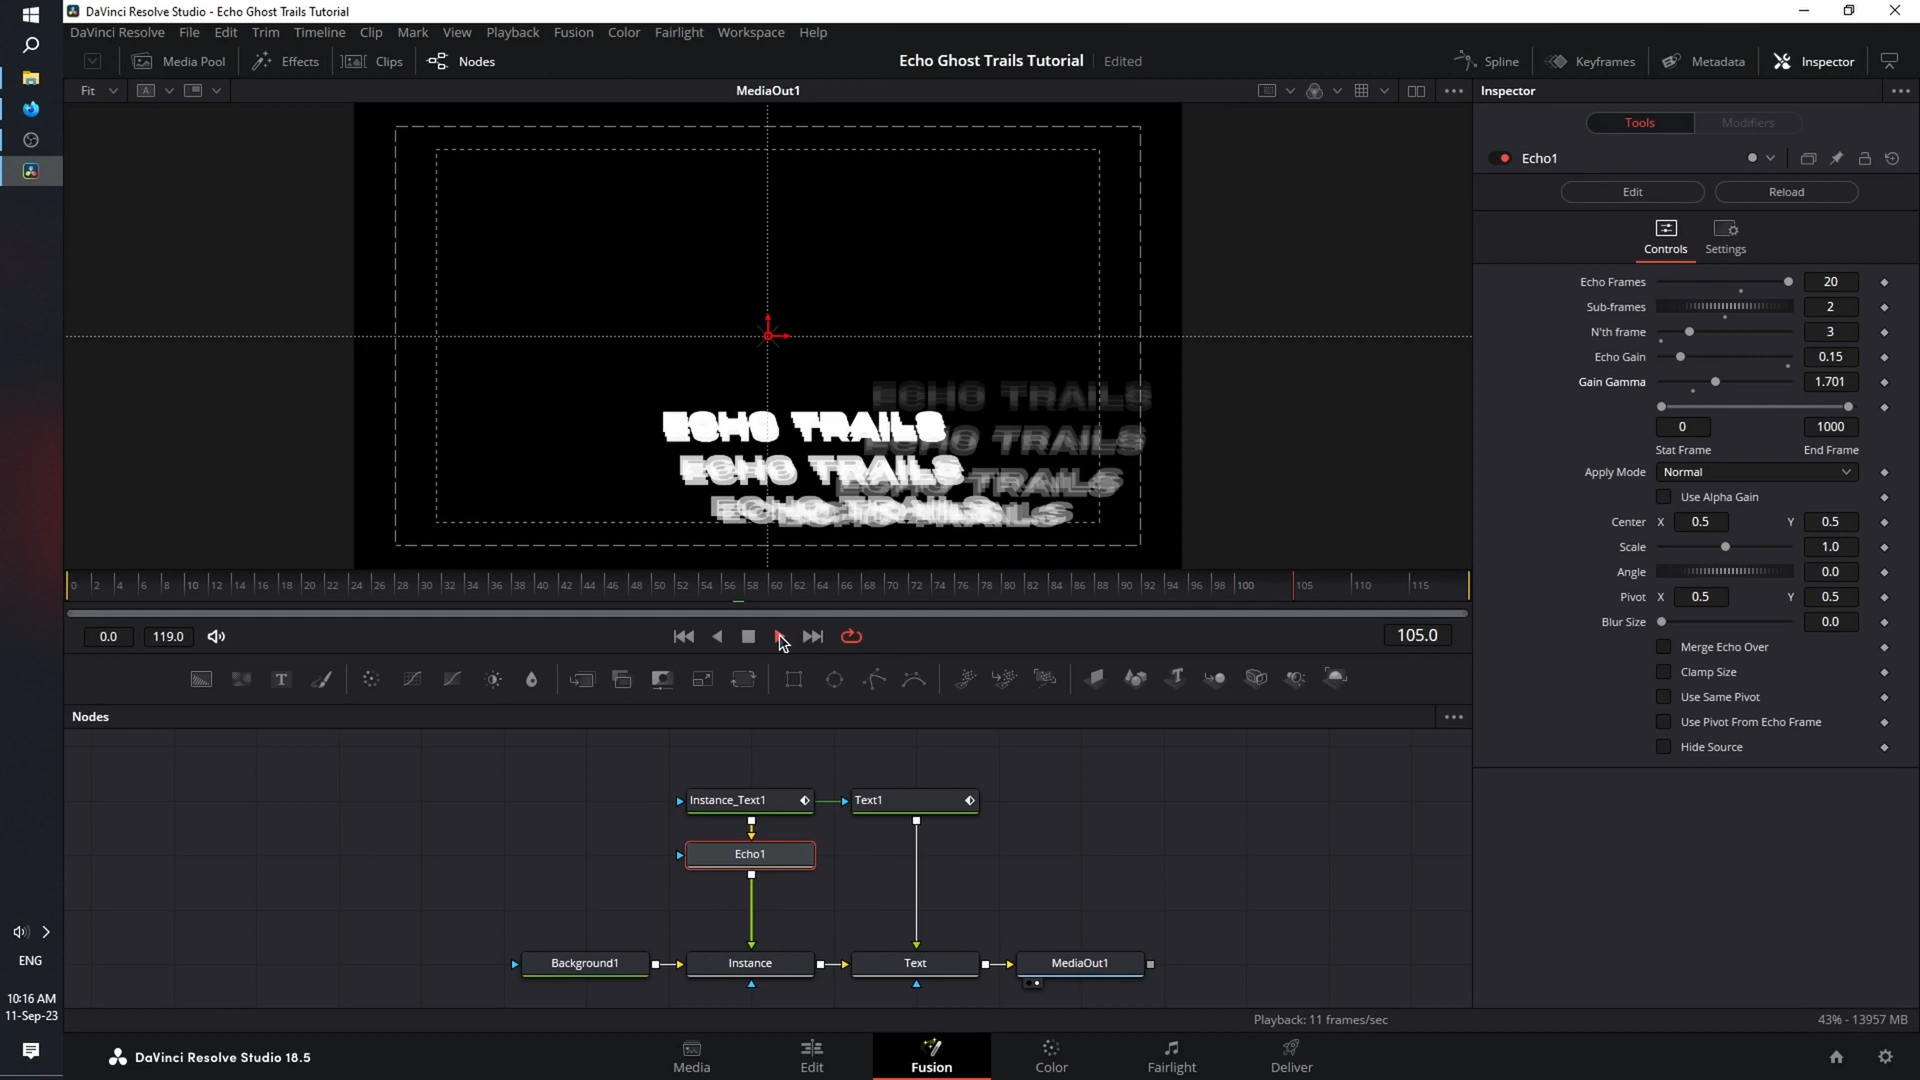 DaVinci Resolve Studio - Echo Ghost Trails Tutorial
DaVinci Resolve File Edit Trim Timeline Clip Mark View Playback Fusion Color Fairlight Workspace Help
Media Pool Effects Clips Nodes Echo Ghost Trails Tutorial Edited Spline Keyframes Metadata Inspector
Fit A MediaOut1 Inspector
Tools Modifiers
Echo1
Edit Reload
Controls Settings
Echo Frames 20
Sub-frames 2
N'th frame 3
Echo Gain 0.15
Gain Gamma 1.701
0 1000
Stat Frame End Frame
Apply Mode Normal
Use Alpha Gain
Center X 0.5 Y 0.5
Scale 1.0
Angle 0.0
Pivot X 0.5 Y 0.5
Blur Size 0.0
Merge Echo Over
Clamp Size
Use Same Pivot
Use Pivot From Echo Frame
Hide Source
ECHO TRAILS
ECHO TRAILS
ECHO TRAILS
ECHO TRAILS
ECHO TRAILS
TRAILS
0 2 4 6 8 10 12 14 16 18 20 22 24 26 28 30 32 34 36 38 40 42 44 46 48 50 52 54 56 58 60 62 64 66 68 70 72 74 76 78 80 82 84 86 88 90 92 94 96 98 100 105 110 115
0.0 119.0 105.0
T T
Nodes
Instance_Text1 Text1
Echo1
Background1 Instance Text MediaOut1
Playback: 11 frames/sec 43% - 13957 MB
ENG
10:16 AM
11-Sep-23
DaVinci Resolve Studio 18.5
Media Edit Fusion Color Fairlight Deliver